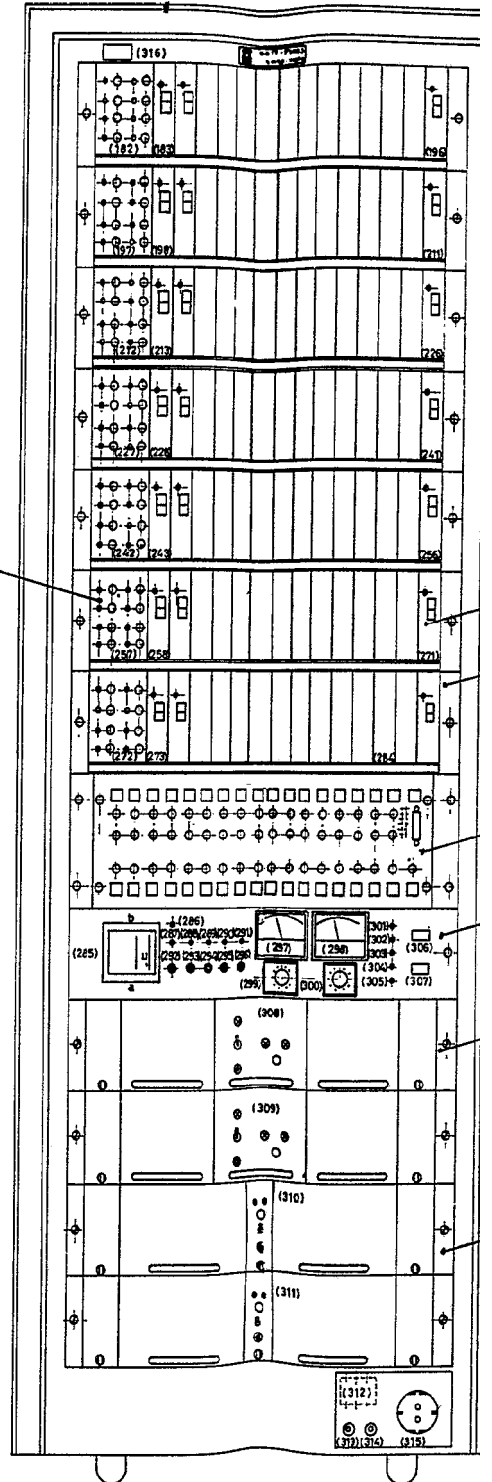 (316)
(182) (183) (196)
(197) (198) (211)
(212) (213) (226)
(227) (228) (241)
(242) (243) (256)
(257) (258) (271)
(272) (273) (284)
b
(286)
(287) (288) (289) (290) (291)
(285)
(292) (293) (294) (295) (296)
a
(297) (298)
(299) (300)
(301)
(302)
(303)
(304)
(305)
(306)
(307)
(308)
(309)
(310)
(311)
(312)
(313) (314) (315)